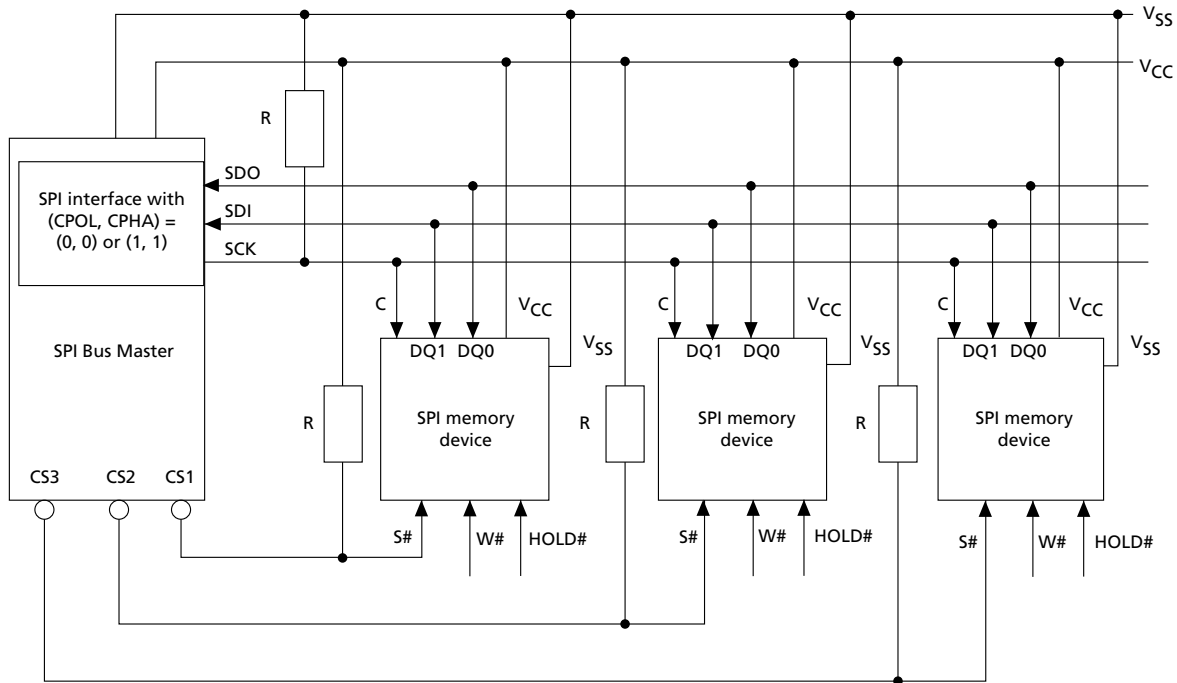 VSS
VCC
R
SDO
SPI interface with
(CPOL, CPHA) =
(0, 0) or (1, 1)
SDI
SCK
SPI Bus Master
C
VCC
C
VCC
C
VCC
DQ1 DQ0
VSS
DQ1 DQ0
VSS
DQ1 DQ0
VSS
R
SPI memory
device
R
SPI memory
device
R
SPI memory
device
CS3
CS2
CS1
S#
W#
HOLD#
S#
W#
HOLD#
S#
W#
HOLD#